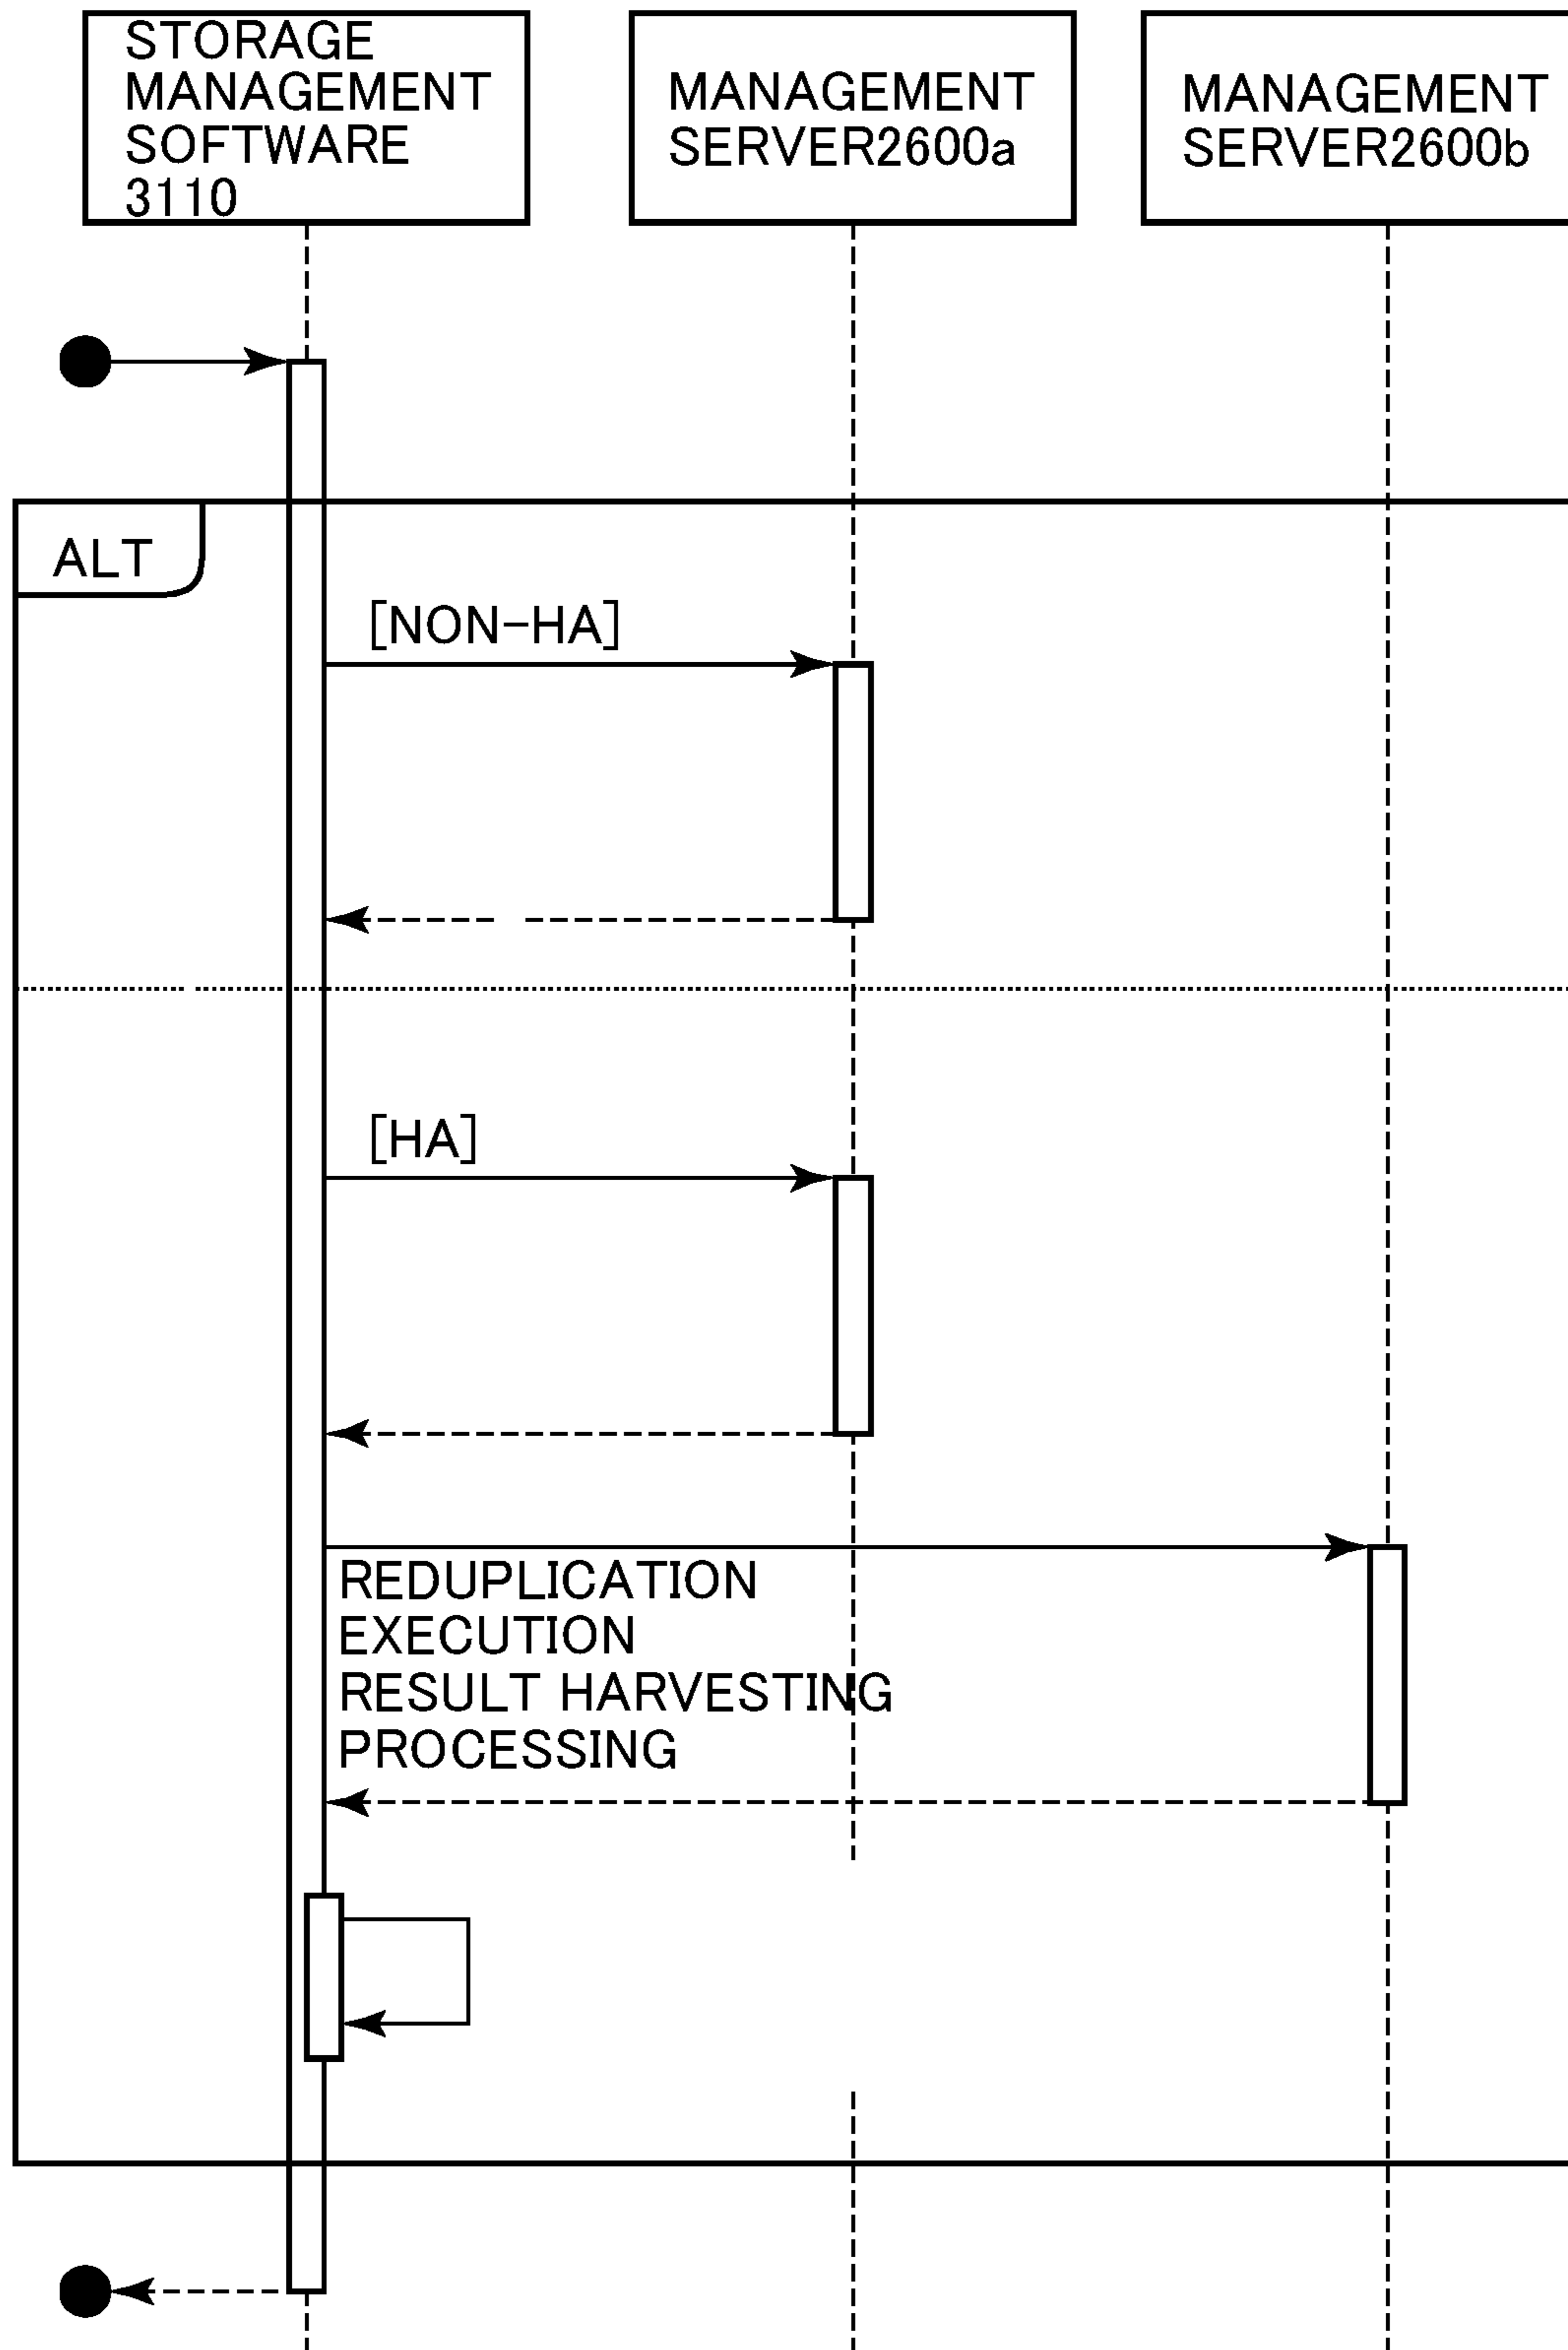 STORAGE
MANAGEMENT
SOFTWARE
3110
MANAGEMENT
SERVER2600a
MANAGEMENT
SERVER2600b
ALT
[NON-HA]
[HA]
REDUPLICATION
EXECUTION
RESULT HARVESTING
PROCESSING